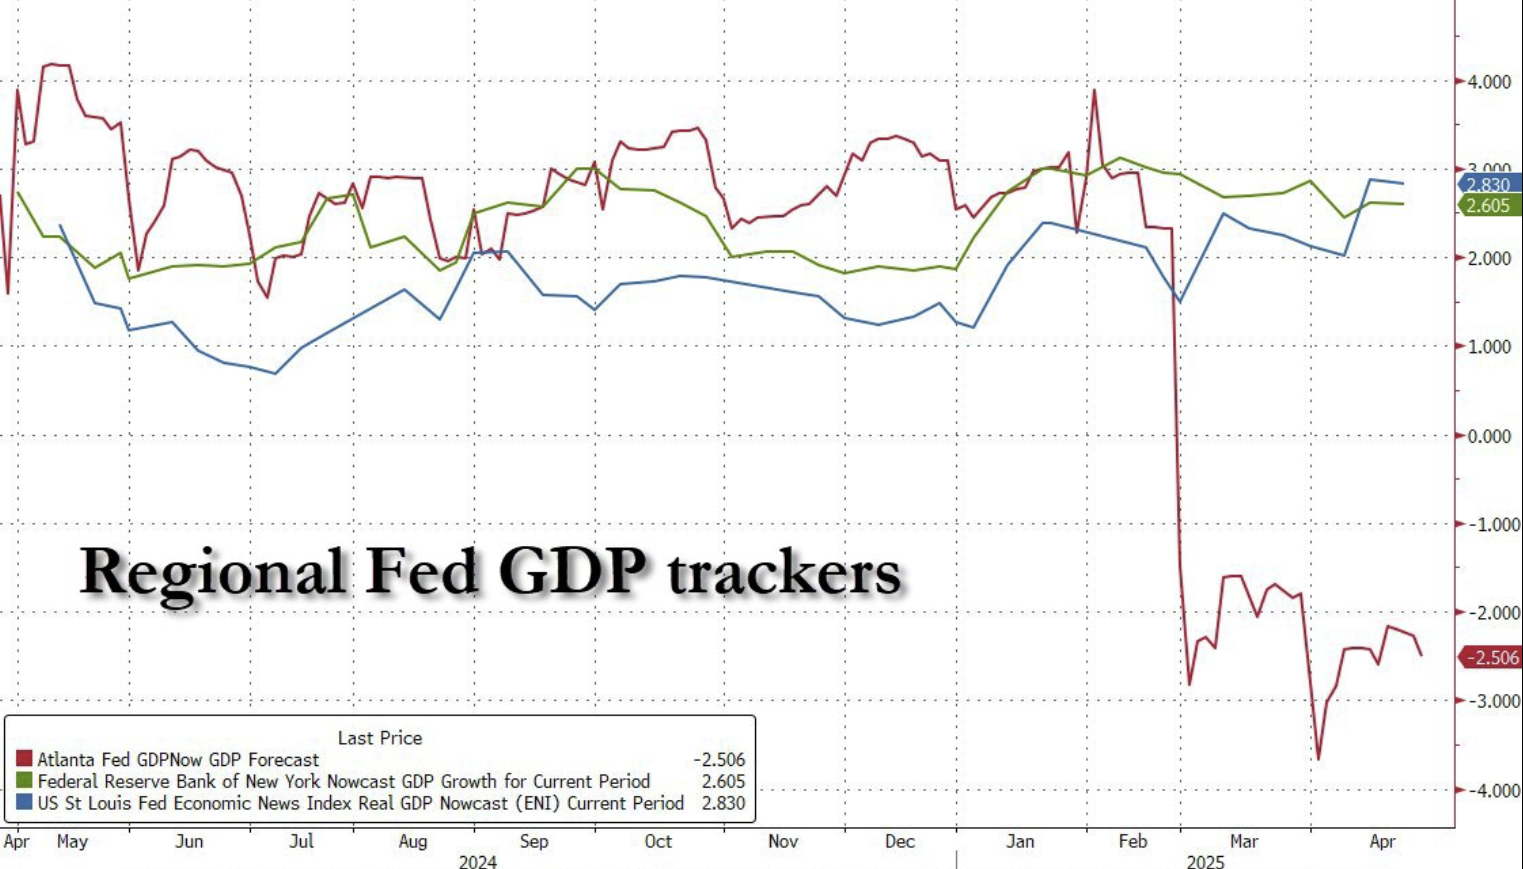 4.000
3.000
2.830
2.605
2.000
1.000
0.000
-1.000
Regional Fed GDP trackers
-2.000
-2.506
-3.000
-4.000
Last Price
Atlanta Fed GDPNow GDP Forecast -2.506
Federal Reserve Bank of New York Nowcast GDP Growth for Current Period 2.605
US St Louis Fed Economic News Index Real GDP Nowcast (ENI) Current Period 2.830
Apr May Jun Jul Aug Sep Oct Nov Dec Jan Feb Mar Apr
2024 2025